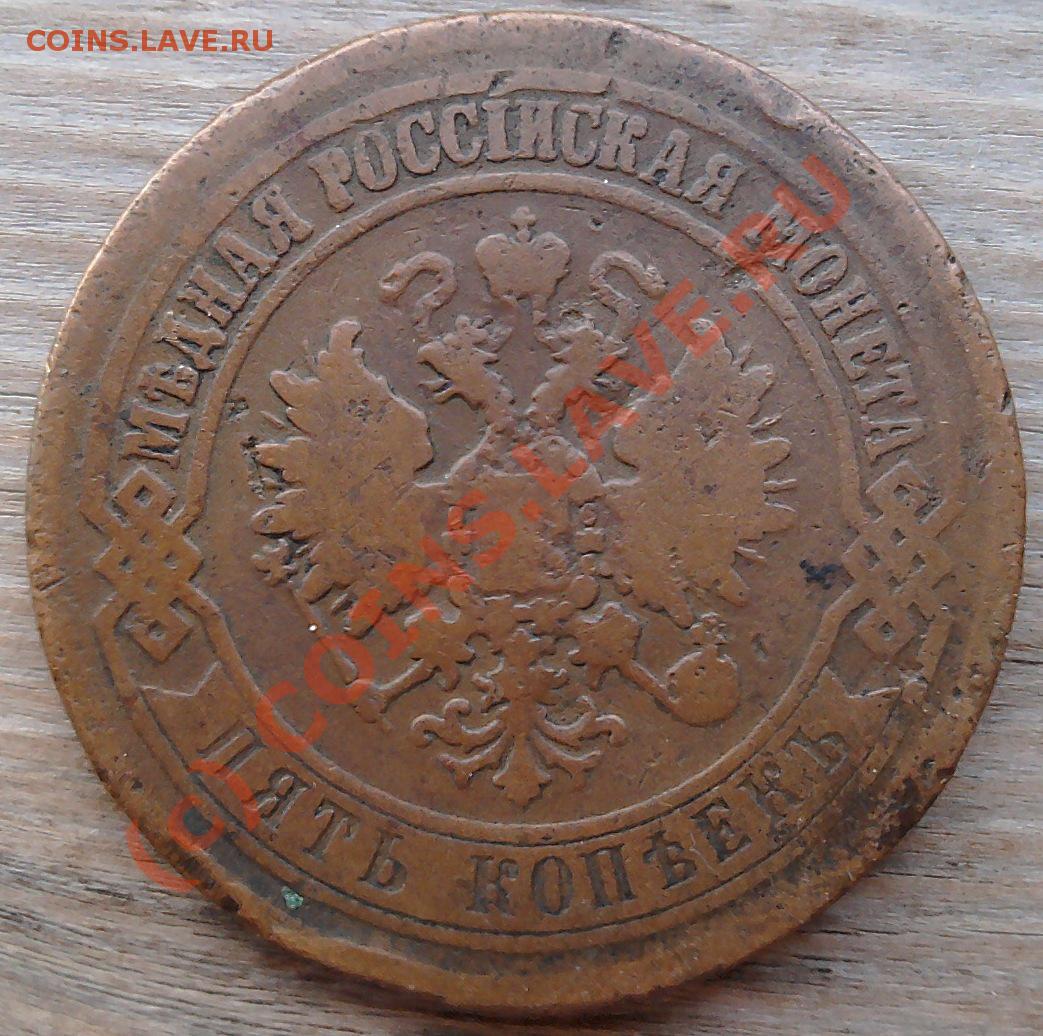 COINS.LAVE.RU
МѢДНАЯ РОССІЙСКАЯ МОНЕТА
ПЯТЬ КОПѢЕКЪ
(C) COINS.LAVE.RU